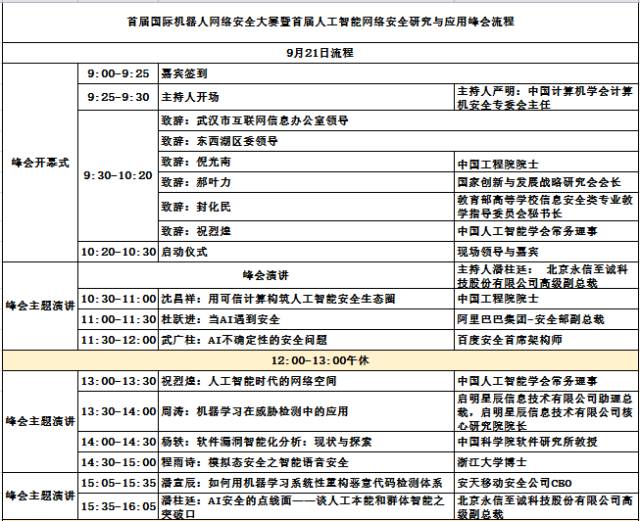 首届国际机器人网络安全大赛暨首届人工智能网络安全研究与应用峰会流程
9月21日流程
峰会开幕式
9:00-9:25 嘉宾签到
9:25-9:30 主持人开场 主持人严明：中国计算机学会计算
机安全专委会主任
9:30-10:20
致辞：武汉市互联网信息办公室领导
致辞：东西湖区委领导
致辞：倪光南 中国工程院院士
致辞：郝叶力 国家创新与发展战略研究会会长
致辞：封化民 教育部高等学校信息安全类专业教
学指导委员会秘书长
致辞：祝烈煌 中国人工智能学会常务理事
10:20-10:30 启动仪式 现场领导与嘉宾
峰会主题演讲
峰会演讲 主持人潘柱廷： 北京永信至诚科
技股份有限公司高级副总裁
10:30-11:00 沈昌祥：用可信计算构筑人工智能安全生态圈 中国工程院院士
11:00-11:30 杜跃进：当AI遇到安全 阿里巴巴集团-安全部副总裁
11:30-12:00 武广柱：AI不确定性的安全问题 百度安全首席架构师
12:00-13:00午休
峰会主题演讲
13:00-13:30 祝烈煌：人工智能时代的网络空间 中国人工智能学会常务理事
13:30-14:00 周涛：机器学习在威胁检测中的应用 启明星辰信息技术有限公司助理总
裁，启明星辰信息技术有限公司核
心研究院院长
14:00-14:30 杨轶：软件漏洞智能化分析：现状与探索 中国科学院软件研究所教授
14:30-15:00 程雨诗：模拟态安全之智能语音安全 浙江大学博士
峰会主题演讲
15:05-15:35 潘宣辰：如何用机器学习系统性重构恶意代码检测体系 安天移动安全公司CEO
15:35-16:05 潘柱廷：AI安全的点线面——谈人工本能和群体智能之
突破口 北京永信至诚科技股份有限公司高
级副总裁